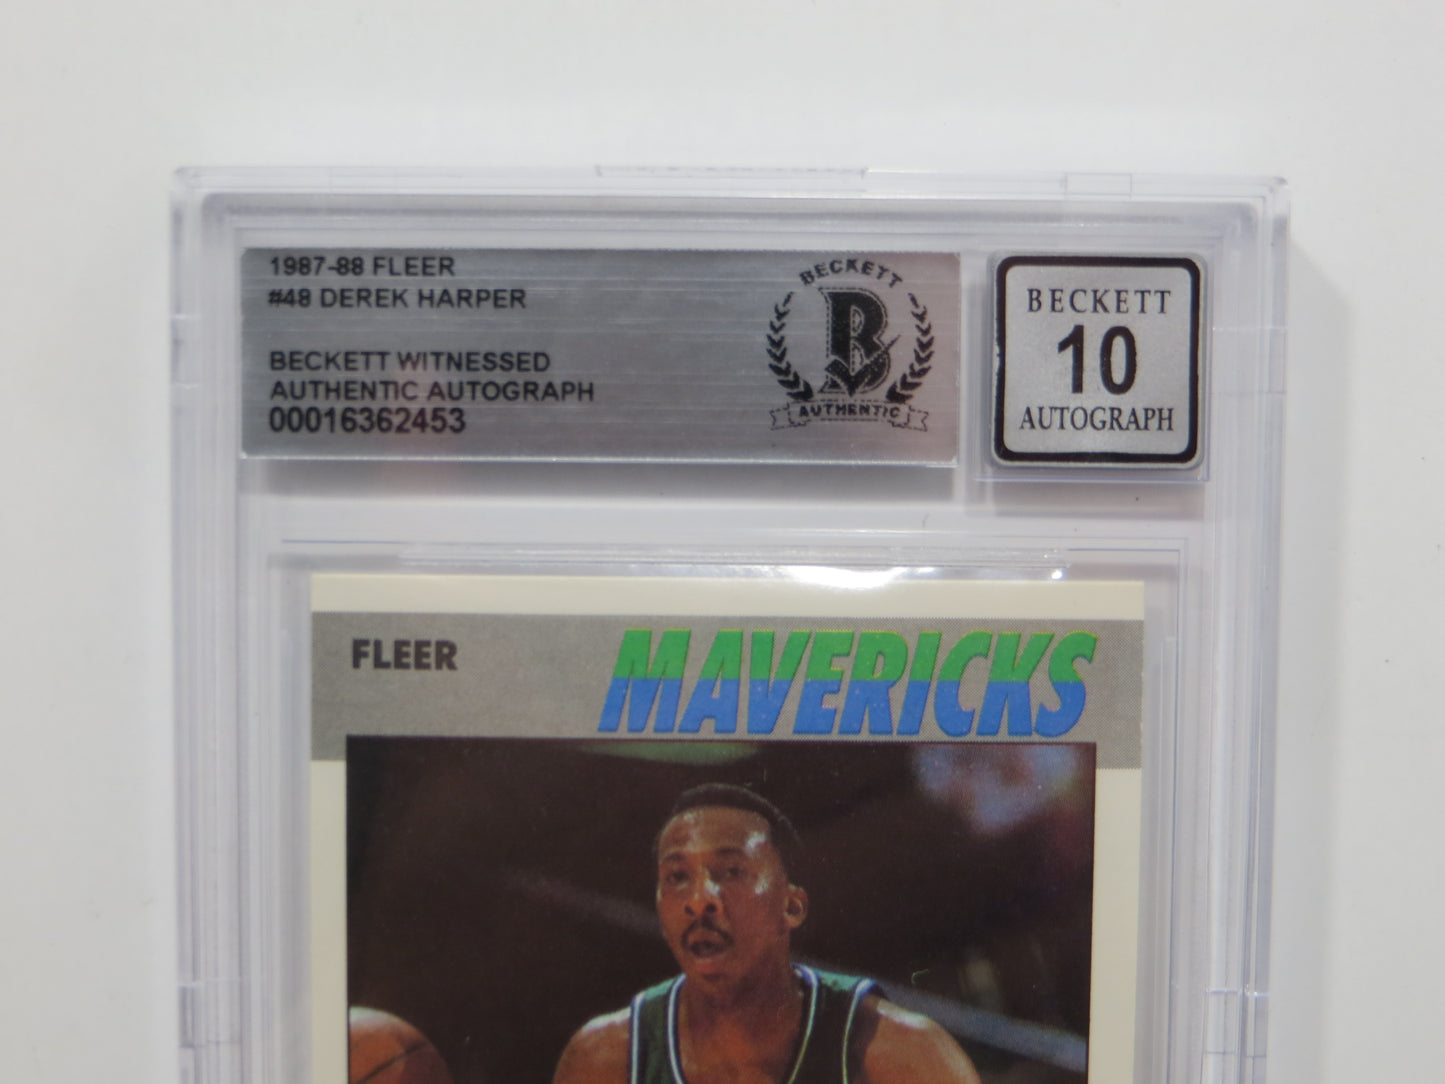 1987-88 FLEER
#48 DEREK HARPER
BECKETT WITNESSED
AUTHENTIC AUTOGRAPH
00016362453
BECKETT
B
AUTHENTIC
BECKETT
10
AUTOGRAPH
FLEER
MAVERICKS